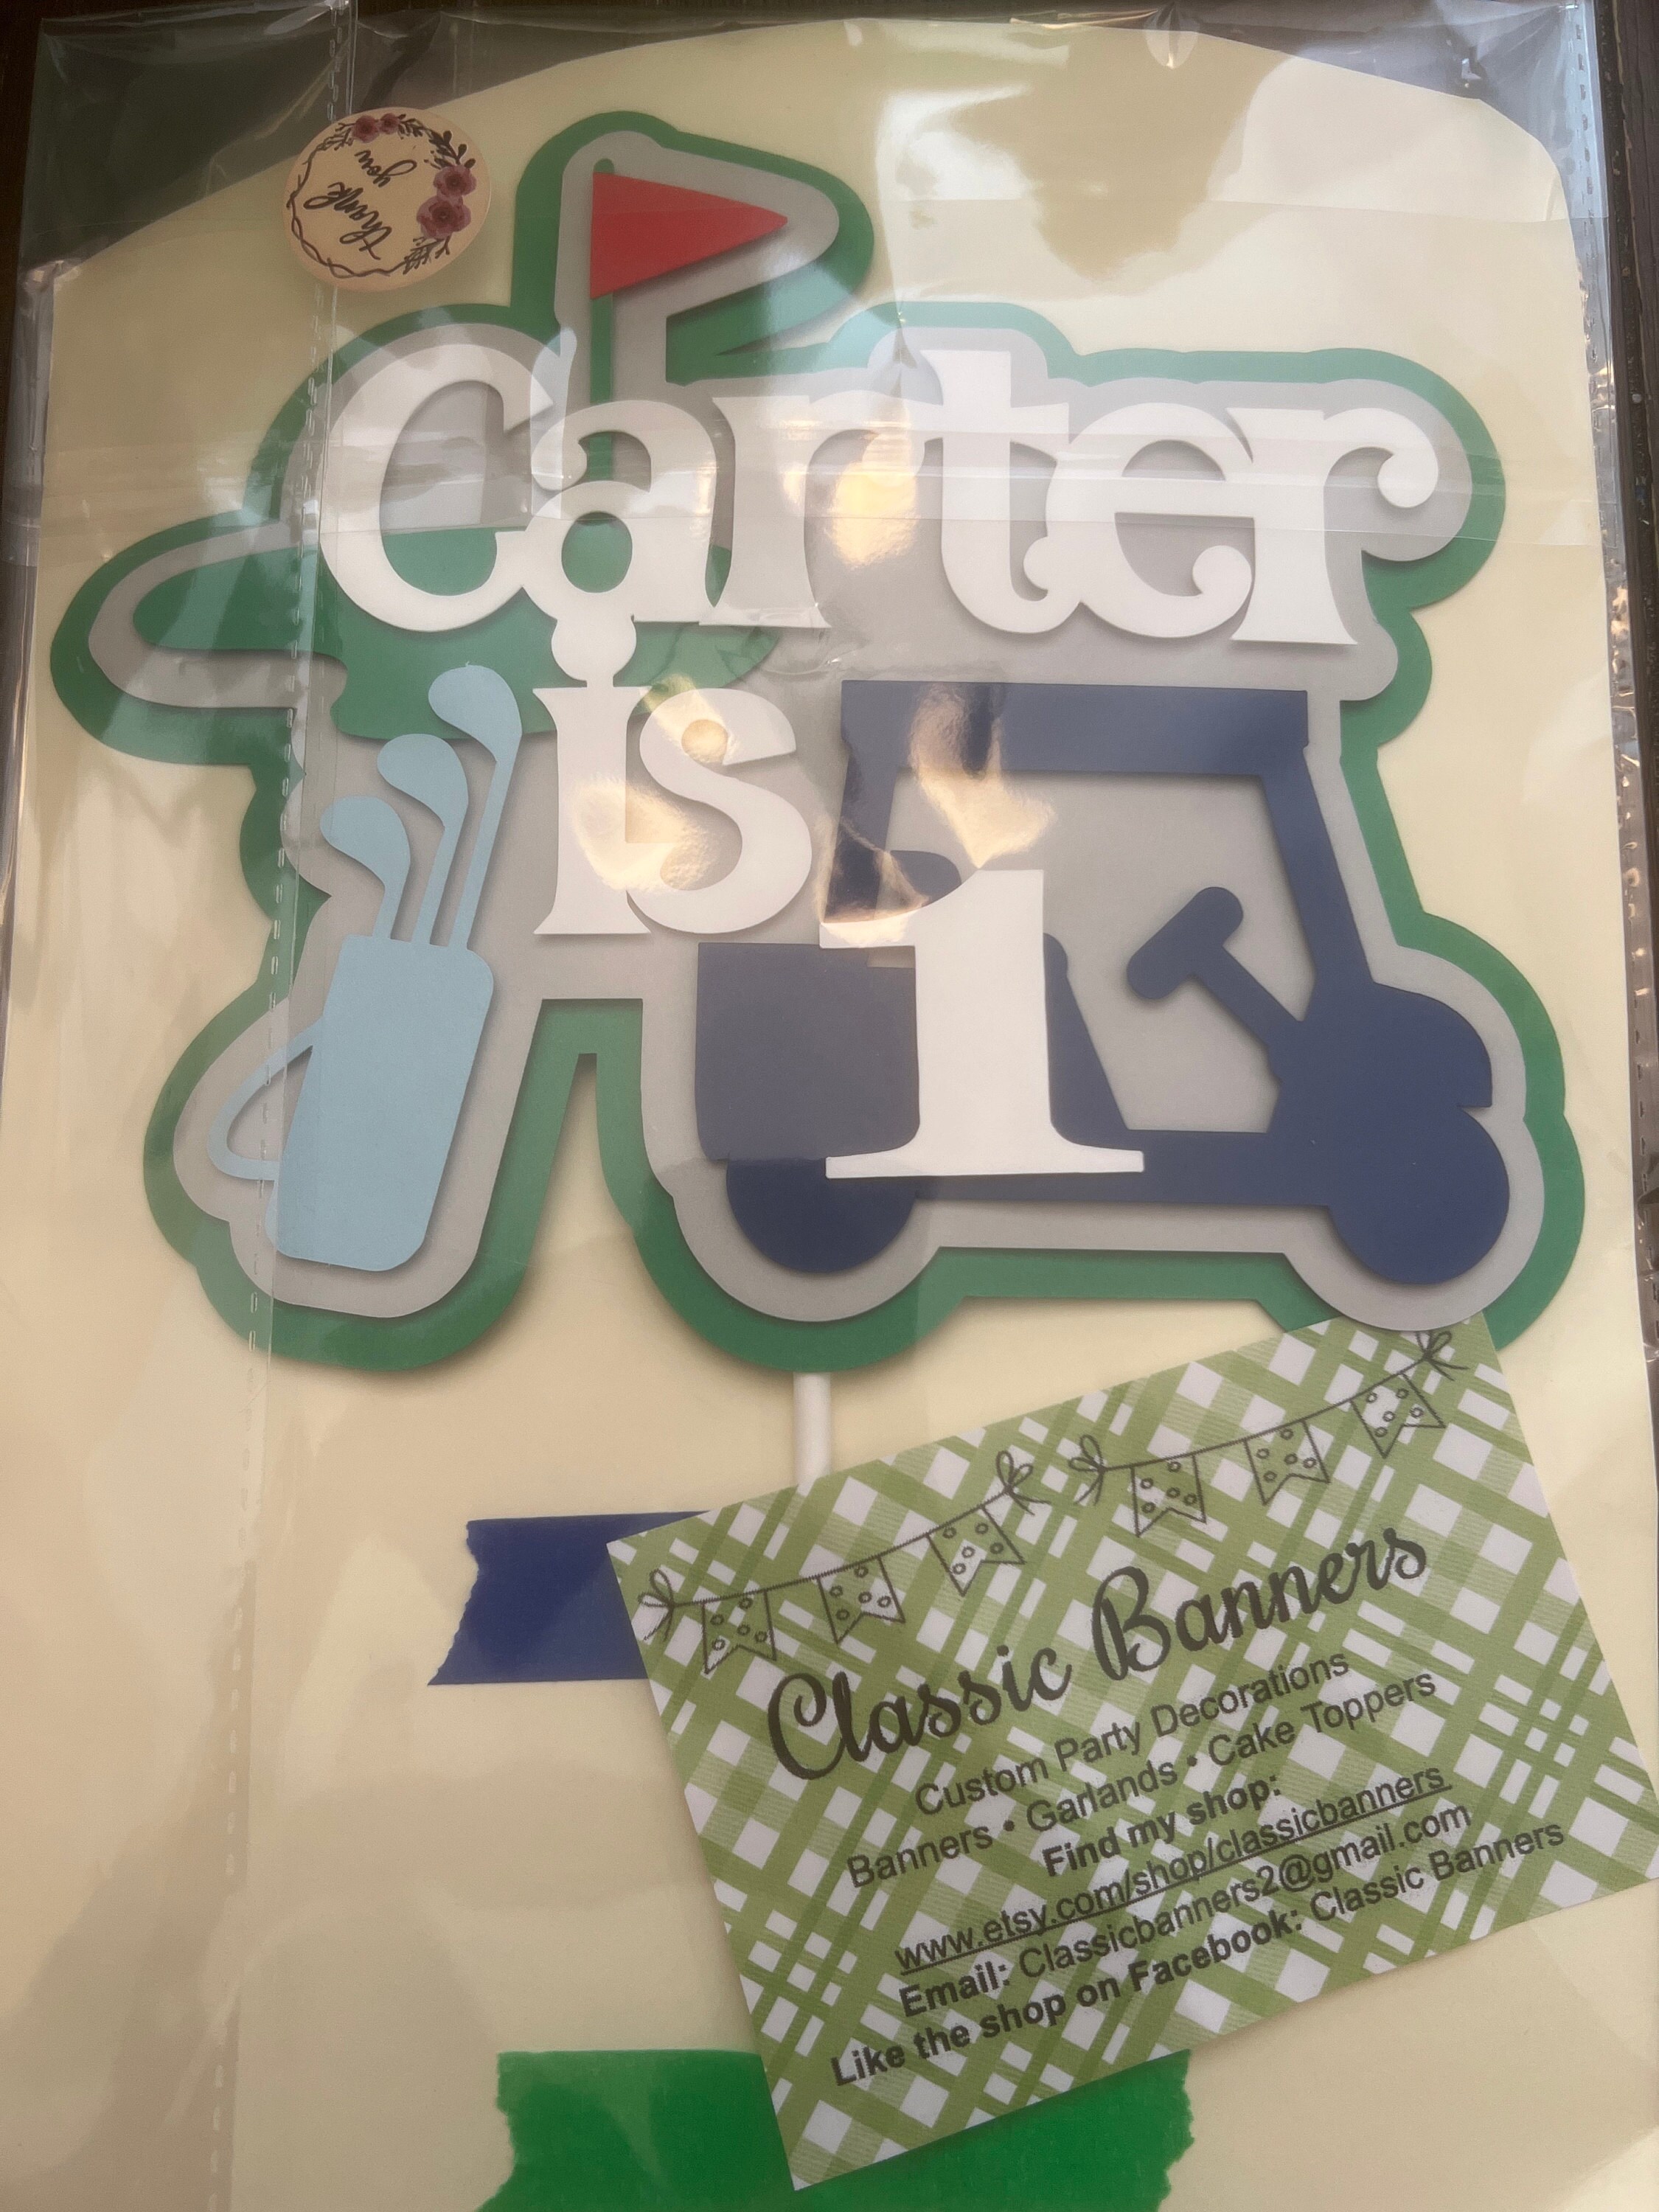 thank
you
Carter
is
1
Classic Banners
Custom Party Decorations
Banners • Garlands • Cake Toppers
Find my shop:
www.etsy.com/shop/classicbanners
Email: Classicbanners2@gmail.com
Like the shop on Facebook: Classic Banners